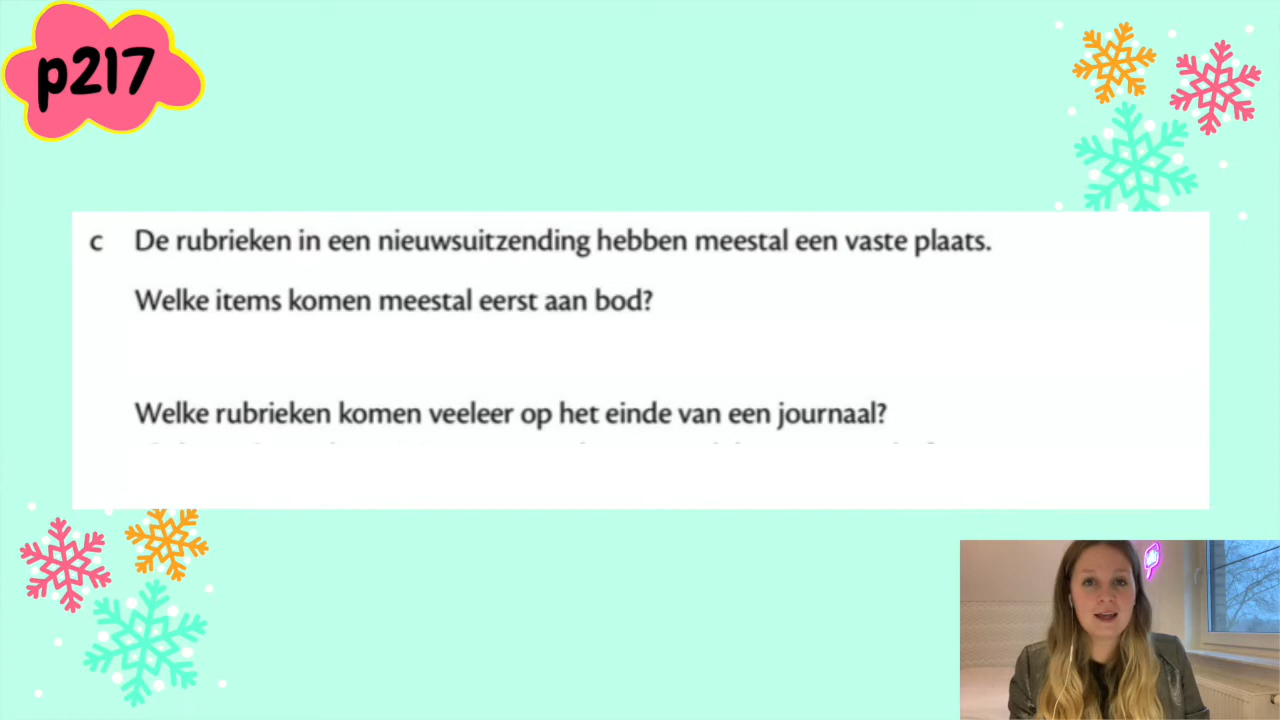 p217
c De rubrieken in een nieuwsuitzending hebben meestal een vaste plaats.
Welke items komen meestal eerst aan bod?
Welke rubrieken komen veeleer op het einde van een journaal?